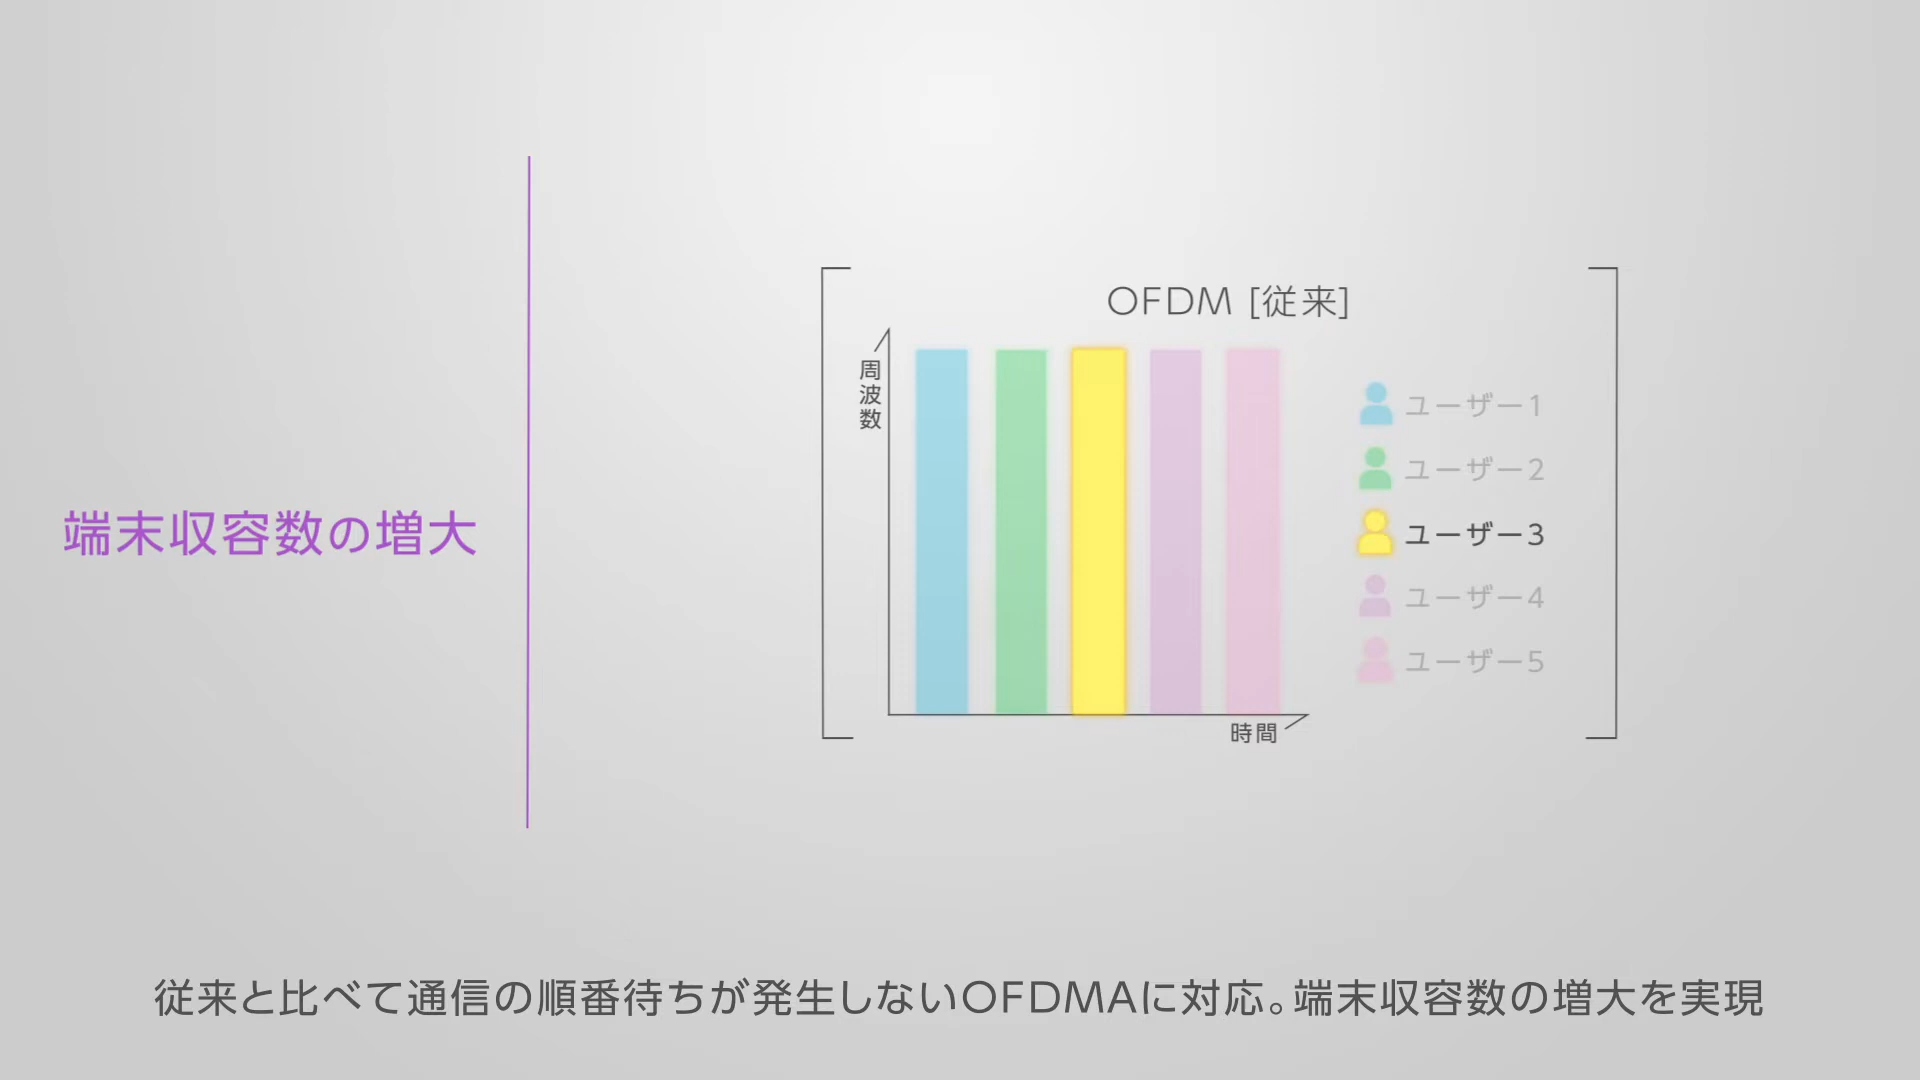 端末収容数の増大
OFDM [従来]
周波数
時間
ユーザー1
ユーザー2
ユーザー3
ユーザー4
ユーザー5
従来と比べて通信の順番待ちが発生しないOFDMAに対応。端末収容数の増大を実現